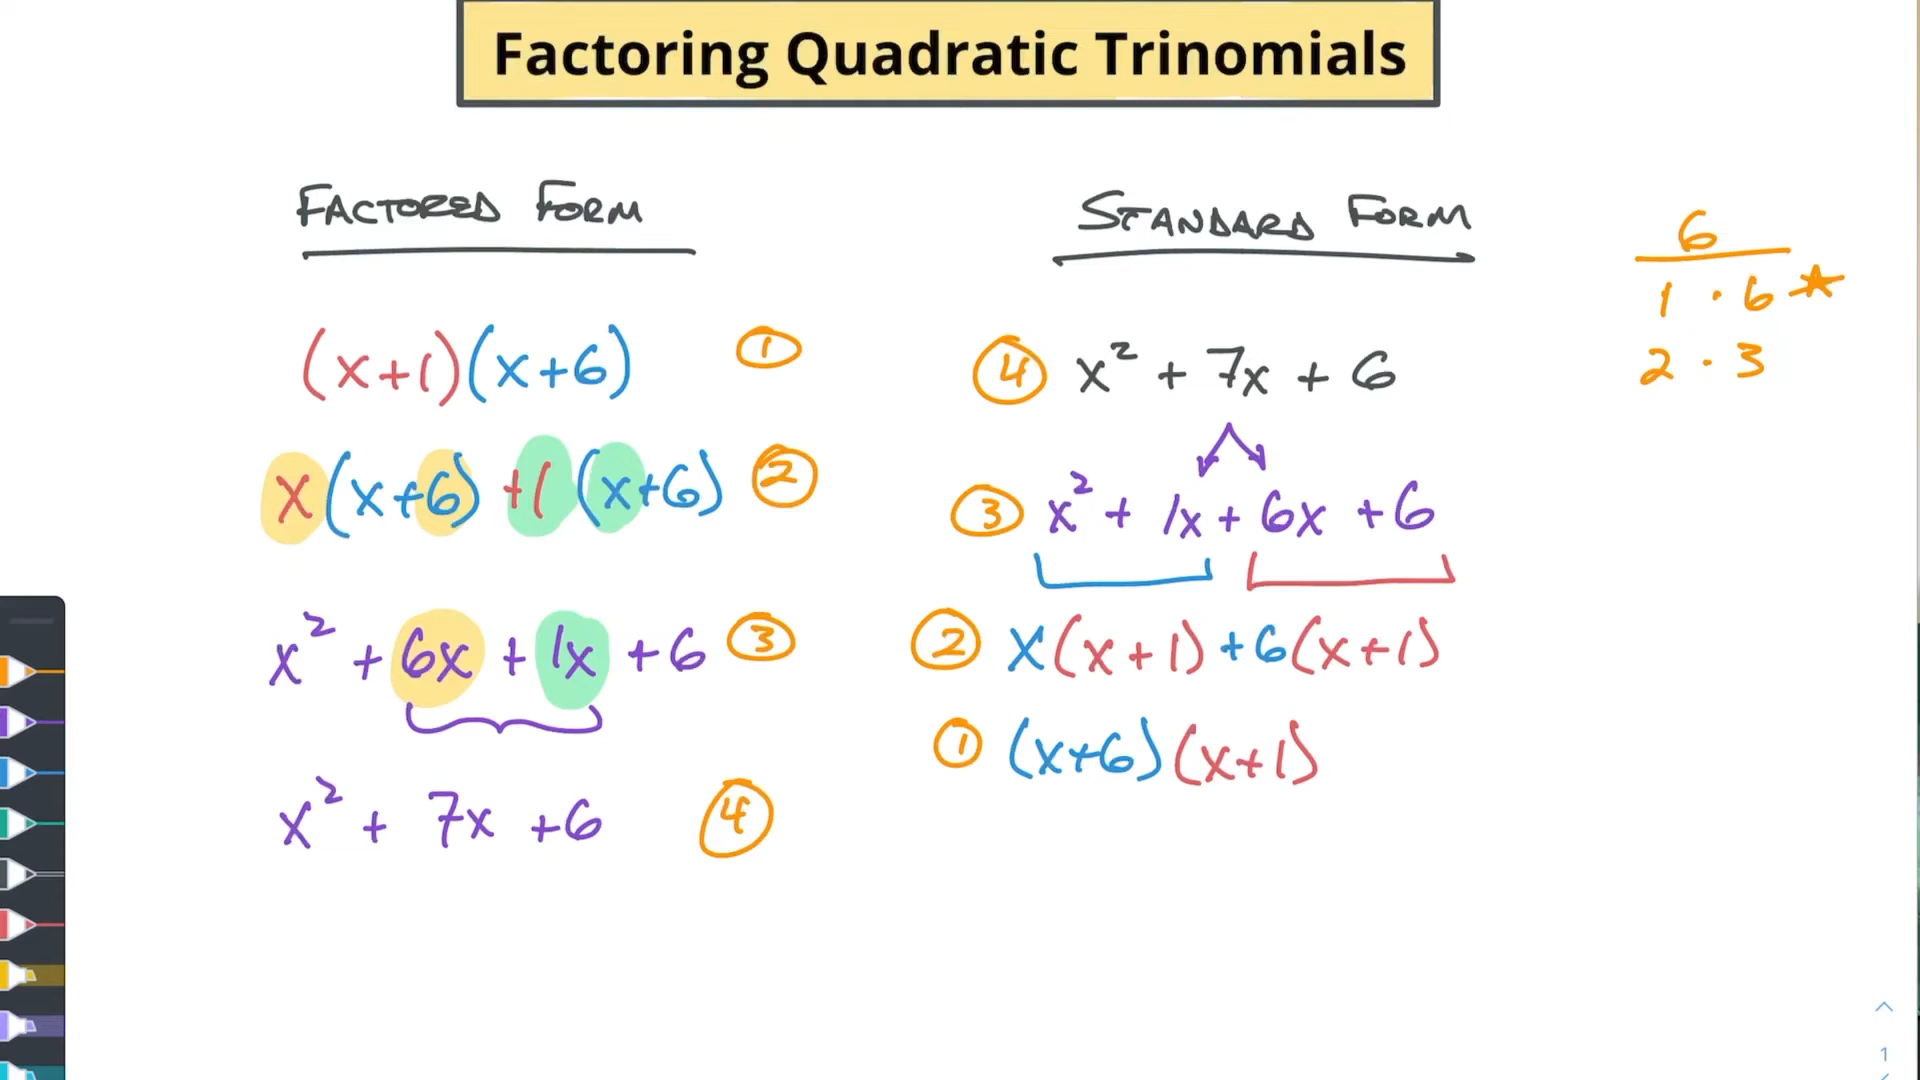 Factoring Quadratic Trinomials
FACTORED FORM
(x+1)(x+6) ①
x(x+6) +1(x+6) ②
x² + 6x + 1x + 6 ③
x² + 7x + 6 ④
STANDARD FORM
④ x² + 7x + 6
③ x² + 1x + 6x + 6
② x(x+1) + 6(x+1)
① (x+6)(x+1)
6
1 · 6 ☆
2 · 3
1